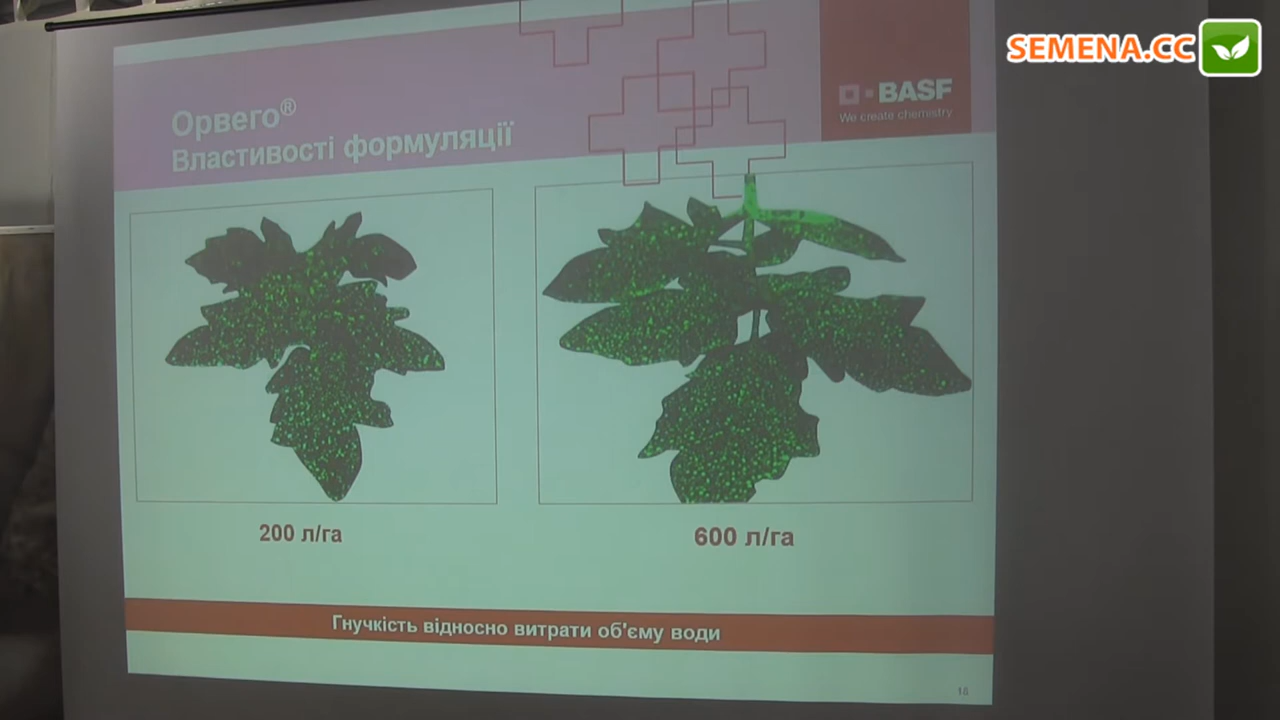 SEMENA.CC
BASF
We create chemistry
Орвего®
Властивості формуляції
200 л/га
600 л/га
Гнучкість відносно витрати об'єму води
16